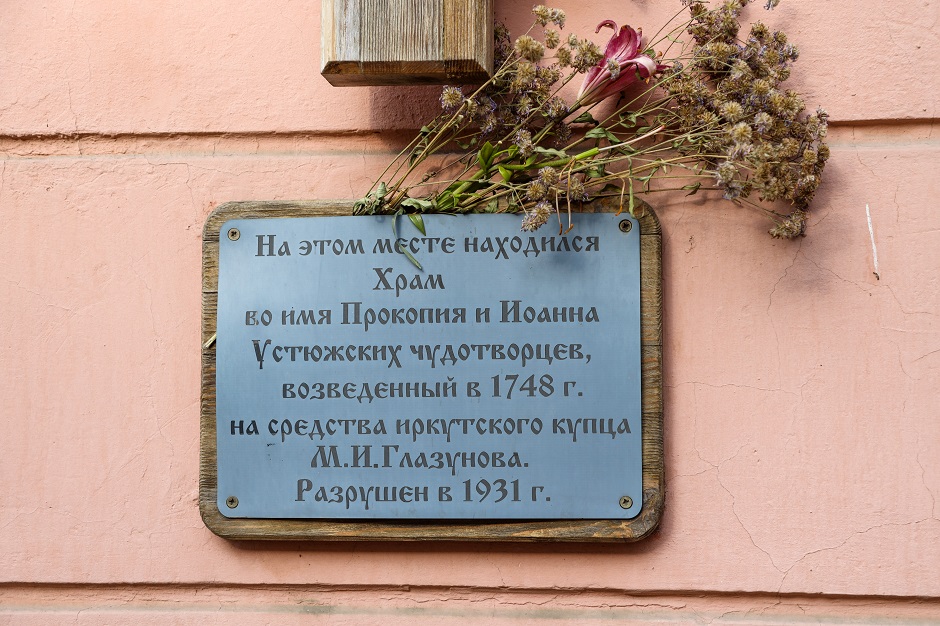 На этом месте находился
Храм
во имя Прокопия и Иоанна
Устюжских чудотворцев,
возведенный в 1748 г.
на средства иркутского купца
М.И.Глазунова.
Разрушен в 1931 г.